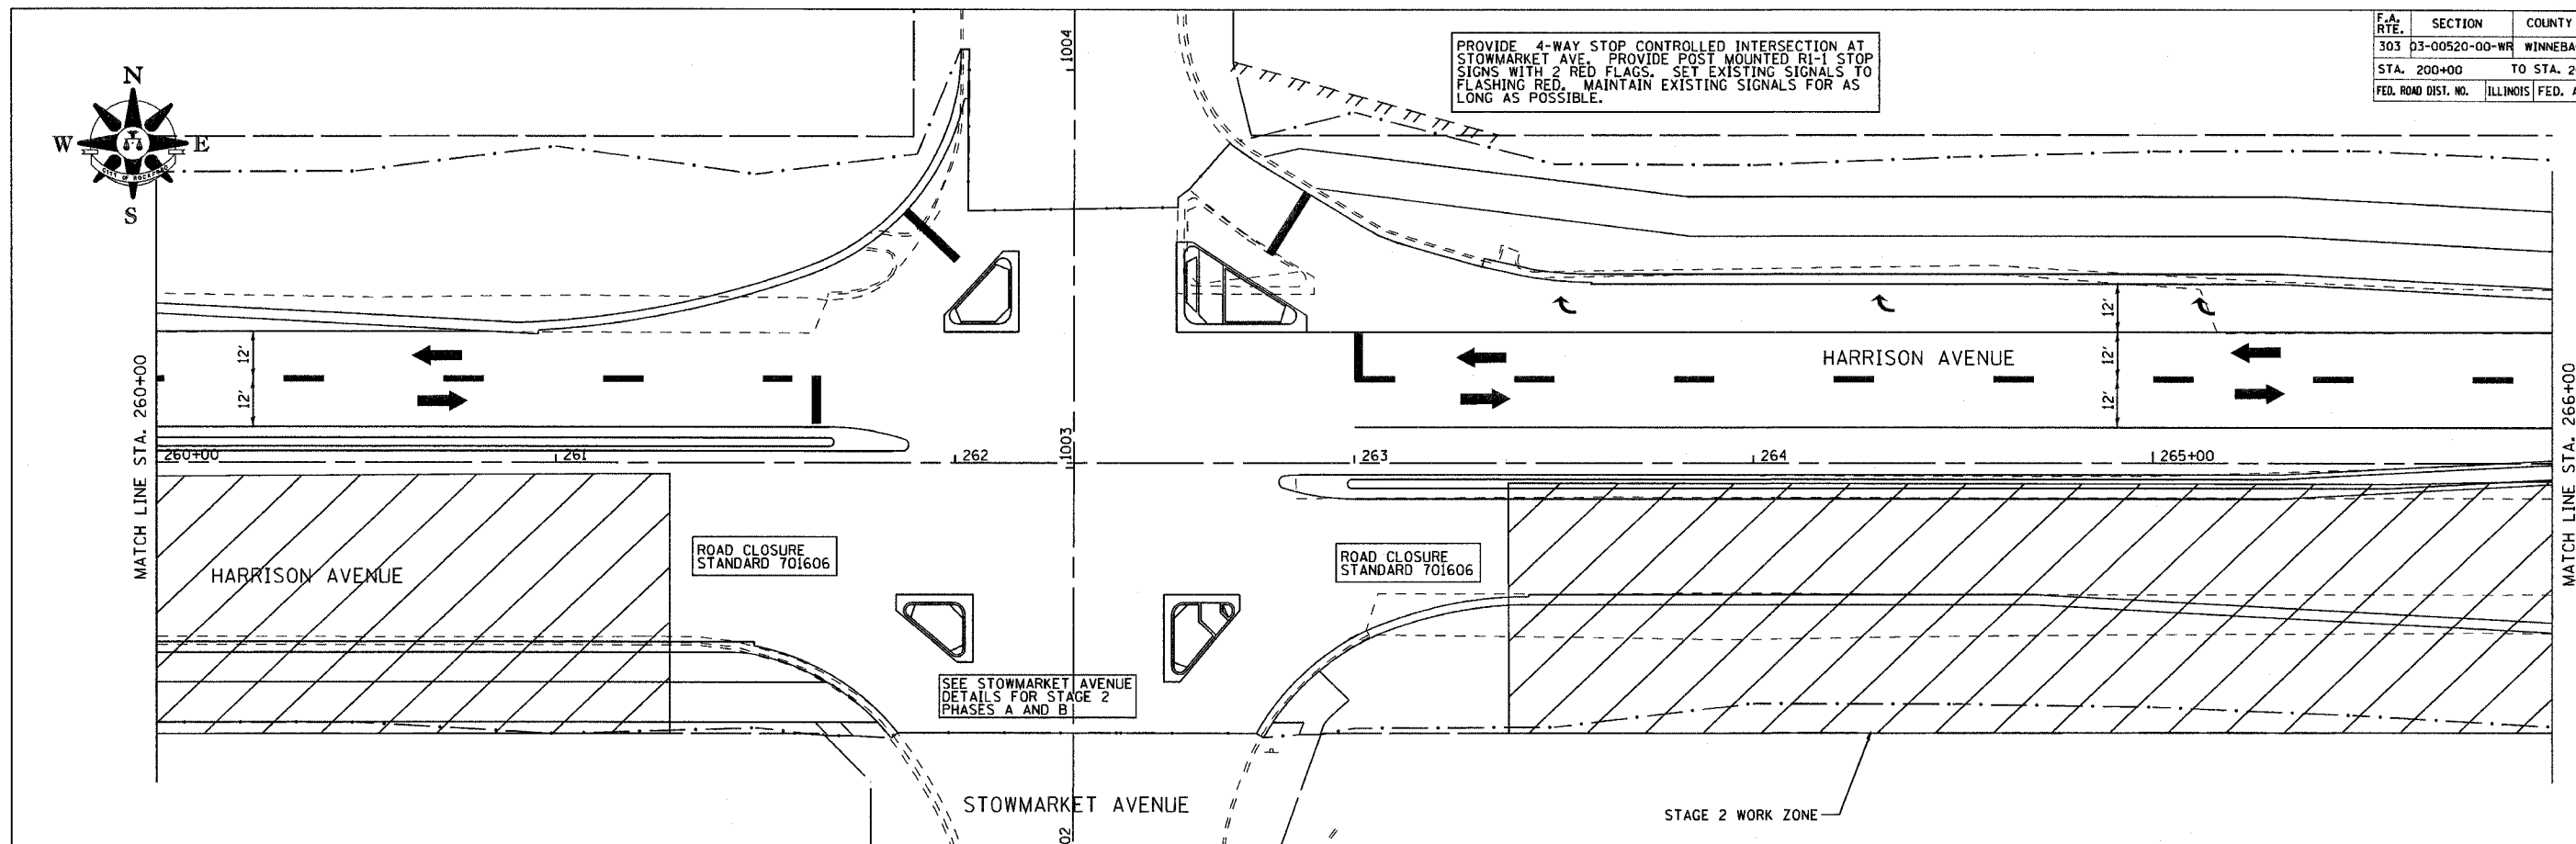 F.A. RTE. SECTION COUNTY
303 03-00520-00-WR
STA. 200+00 TO STA.
FED. ROAD DIST. NO. ILLINOIS FED.
PROVIDE 4-WAY STOP CONTROLLED INTERSECTION AT
STOWMARKET AVE. PROVIDE POST MOUNTED R1-1 STOP
SIGNS WITH 2 RED FLAGS. SET EXISTING SIGNALS TO
FLASHING RED. MAINTAIN EXISTING SIGNALS FOR AS
LONG AS POSSIBLE.
N
W E
CITY OF ROCKFORD
S
1004
12'
12'
12'
12'
12'
HARRISON AVENUE
MATCH LINE STA. 260+00
MATCH LINE STA. 266+00
1003
260+00 261 262 263 264 265+00
ROAD CLOSURE
STANDARD 701606
ROAD CLOSURE
STANDARD 701606
HARRISON AVENUE
SEE STOWMARKET AVENUE
DETAILS FOR STAGE 2
PHASES A AND B
STOWMARKET AVENUE
STAGE 2 WORK ZONE
02